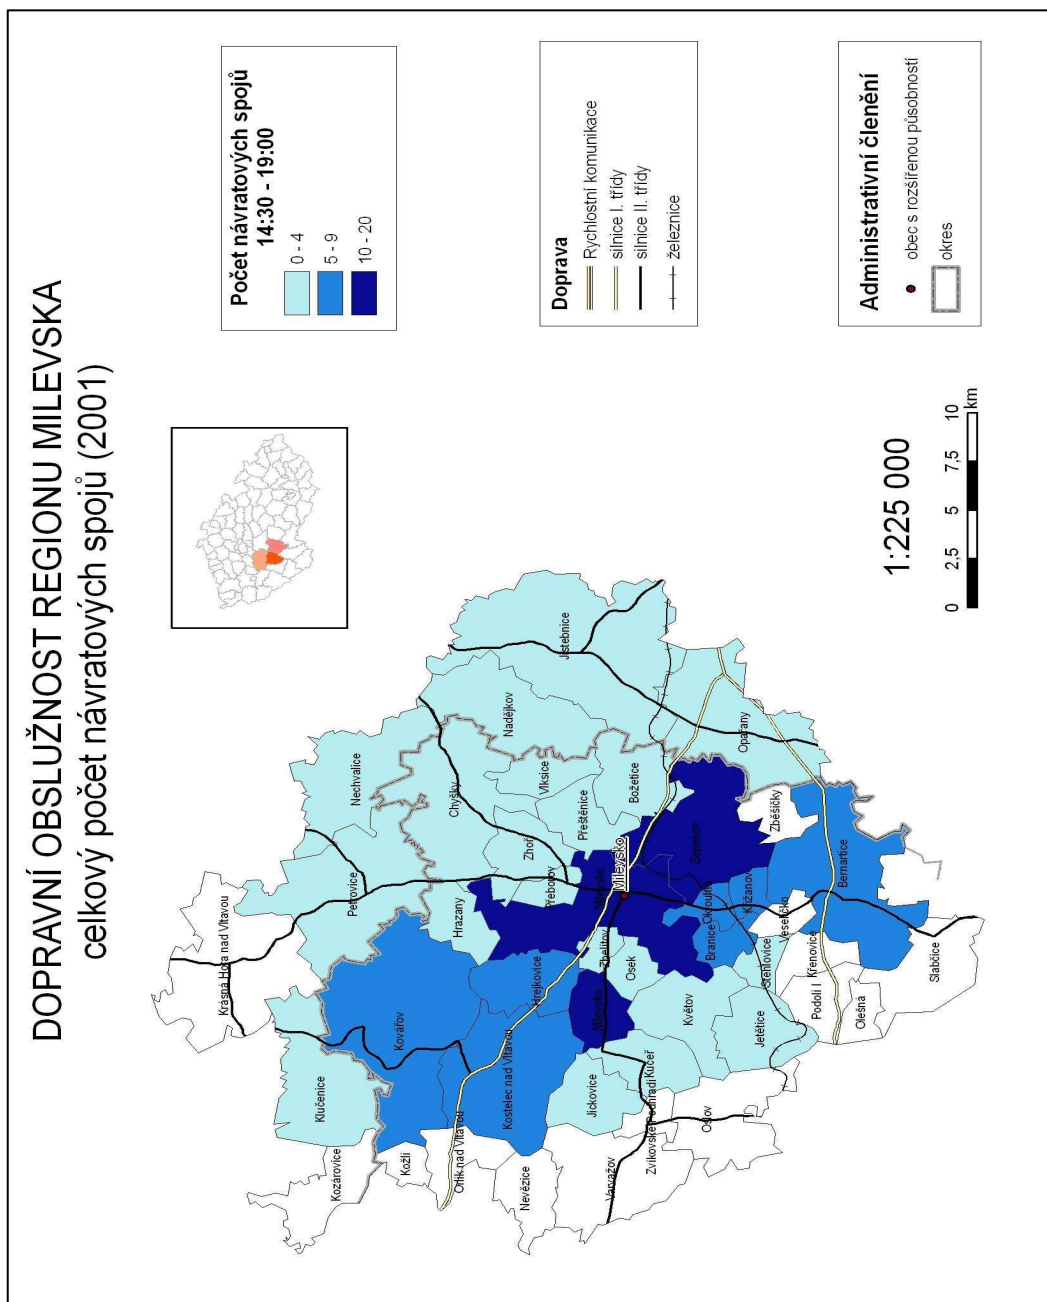 DOPRAVNÍ OBSLUŽNOST REGIONU MILEVSKA
celkový počet návratových spojů (2001)
Počet návratových spojů
14:30 - 19:00
0 - 4
5 - 9
10 - 20
Doprava
Rychlostní komunikace
silnice I. třídy
silnice II. třídy
železnice
Administrativní členění
obec s rozšířenou působností
okres
1:225 000
0 2,5 5 7,5 10
km
Krásná Hora nad Vltavou
Petrovice
Nechvalice
Klučenice
Kovářov
Hrazany
Chyšky
Nadějkov
Jistebnice
Kozárovice
Kožlí
Orlík nad Vltavou
Kostelec nad Vltavou
Hrejkovice
Přeborov
Zhoř
Vlksice
Přeštěnice
Božetice
Nevězice
Milevsko
Zbelítov
Milevsko
Milevsko
Osek
Jickovice
Varvažov
Zvíkovské Podhradí
Kučeř
Květov
Branice
Okrouhlá
Sepekov
Opařany
Oslov
Jetětice
Stehlovice
Křižanov
Zběšičky
Veselíčko
Bernartice
Podolí I
Křenovice
Olešná
Slabčice